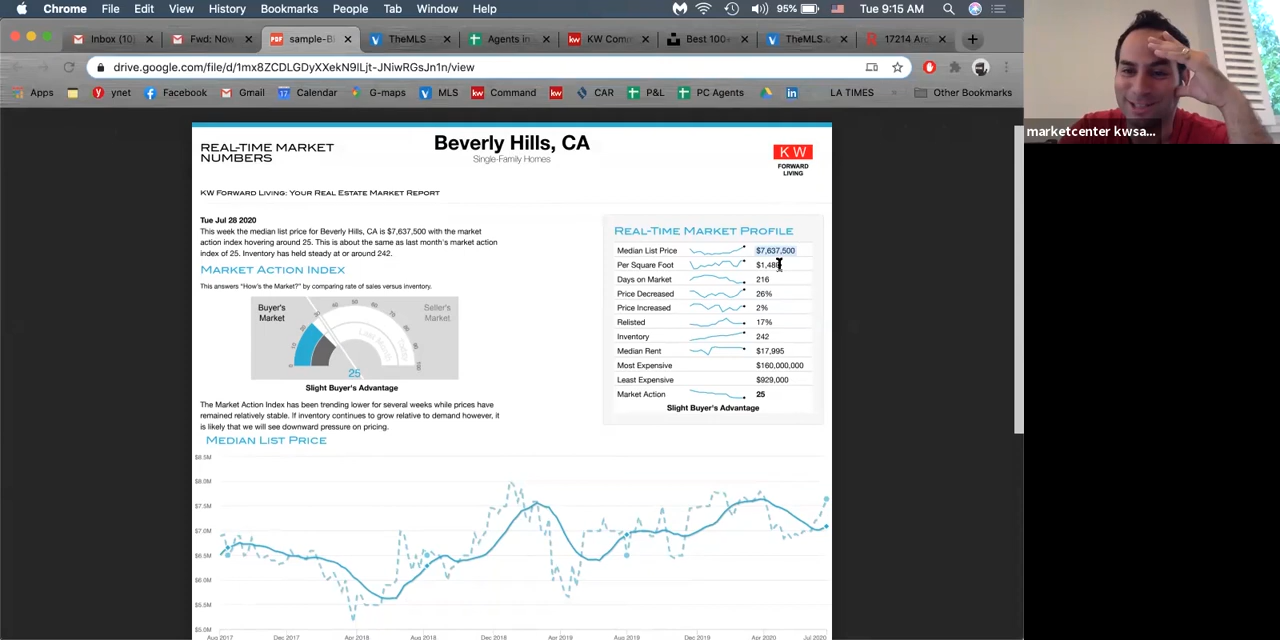 Chrome File Edit View History Bookmarks People Tab Window Help 95% Tue 9:15 AM
Inbox (10) Fwd: Now sample-B TheMLS - Agents in KW Com Best 100+ TheMLS.c 17214 Arc
drive.google.com/file/d/1mx8ZCDLGDyXXekN9ILjt-JNiwRGsJn1n/view
Apps ynet Facebook Gmail Calendar G-maps MLS Command CAR P&L PC Agents LA TIMES » Other Bookmarks
marketcenter kwsa...
REAL-TIME MARKET
NUMBERS
Beverly Hills, CA
Single-Family Homes
KW
FORWARD
LIVING
KW FORWARD LIVING: YOUR REAL ESTATE MARKET REPORT
Tue Jul 28 2020
This week the median list price for Beverly Hills, CA is $7,637,500 with the market
action index hovering around 25. This is about the same as last month's market action
index of 25. Inventory has held steady at or around 242.
MARKET ACTION INDEX
This answers "How's the Market?" by comparing rate of sales versus inventory.
Buyer's
Market
Seller's
Market
Last Month
Today
25
Slight Buyer's Advantage
The Market Action Index has been trending lower for several weeks while prices have
remained relatively stable. If inventory continues to grow relative to demand however, it
is likely that we will see downward pressure on pricing.
REAL-TIME MARKET PROFILE
Median List Price $7,637,500
Per Square Foot
Days on Market 216
Price Decreased 26%
Price Increased 2%
Relisted 17%
Inventory 242
Median Rent $17,995
Most Expensive $160,000,000
Least Expensive $929,000
Market Action 25
Slight Buyer's Advantage
MEDIAN LIST PRICE
$8.5M
$8.0M
$7.5M
$7.0M
$6.5M
$6.0M
$5.5M
$5.0M
Aug 2017 Dec 2017 Apr 2018 Aug 2018 Dec 2018 Apr 2019 Aug 2019 Dec 2019 Apr 2020 Jul 2020